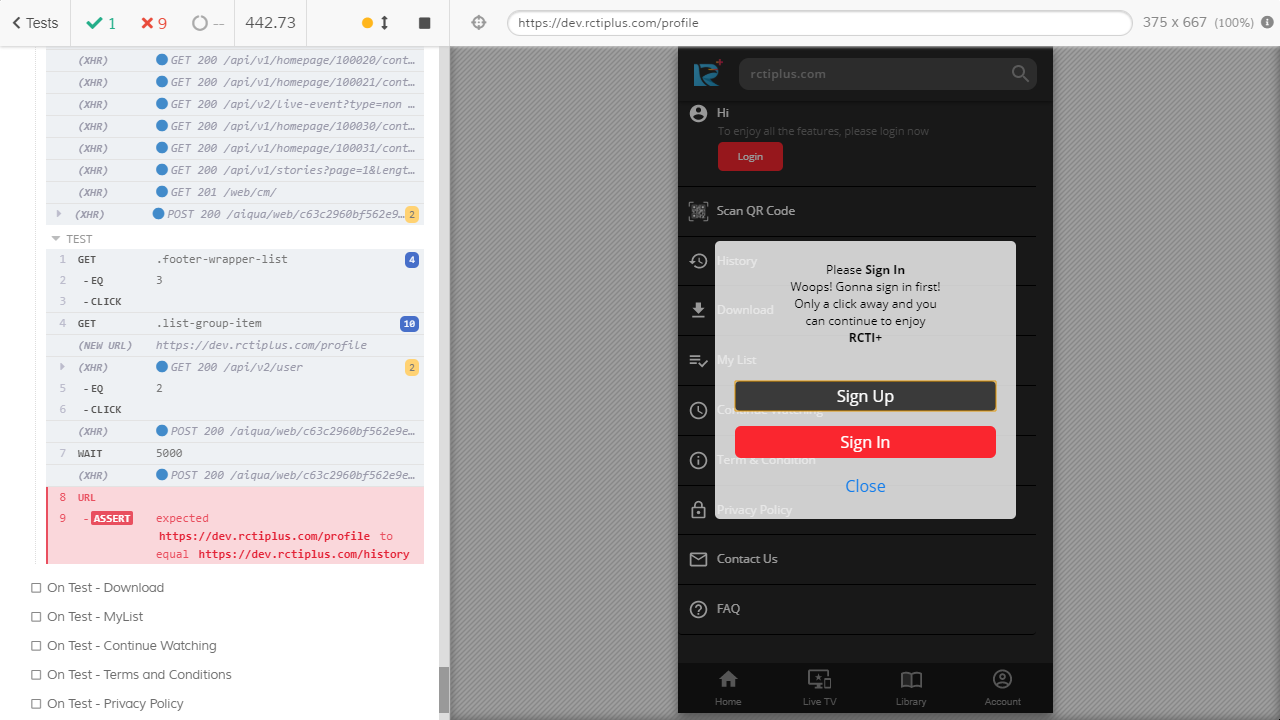 Tests
1
9
--
442.73
https://dev.rctiplus.com/profile
375 x 667 (100%)
(XHR) GET 200 /api/v1/homepage/100020/cont...
(XHR) GET 200 /api/v1/homepage/100021/cont...
(XHR) GET 200 /api/v2/live-event?type=non ...
(XHR) GET 200 /api/v1/homepage/100030/cont...
(XHR) GET 200 /api/v1/homepage/100031/cont...
(XHR) GET 200 /api/v1/stories?page=1&lengt...
(XHR) GET 201 /web/cm/
(XHR) POST 200 /aiqua/web/c63c2960bf562e9... 2
TEST
1 GET .footer-wrapper-list 4
2 - EQ 3
3 - CLICK
4 GET .list-group-item 10
(NEW URL) https://dev.rctiplus.com/profile
(XHR) GET 200 /api/v2/user 2
5 - EQ 2
6 - CLICK
(XHR) POST 200 /aiqua/web/c63c2960bf562e9e...
7 WAIT 5000
(XHR) POST 200 /aiqua/web/c63c2960bf562e9e...
8 URL
9 - ASSERT expected
https://dev.rctiplus.com/profile to
equal https://dev.rctiplus.com/history
On Test - Download
On Test - MyList
On Test - Continue Watching
On Test - Terms and Conditions
On Test - Privacy Policy
rctiplus.com
Hi
To enjoy all the features, please login now
Login
Scan QR Code
History
Download
My List
Continue Watching
Term & Condition
Privacy Policy
Contact Us
FAQ
Please Sign In
Woops! Gonna sign in first!
Only a click away and you
can continue to enjoy
RCTI+
Sign Up
Sign In
Close
Home
Live TV
Library
Account